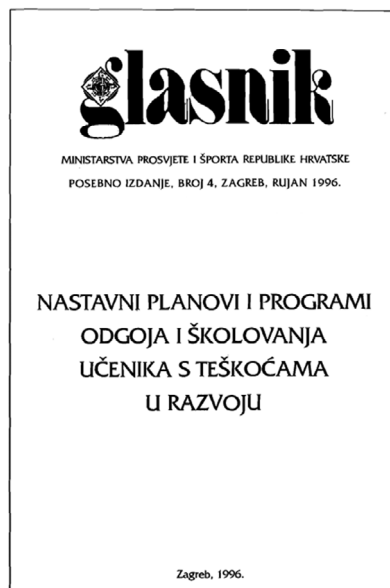 glasnik
MINISTARSTVA PROSVJETE I ŠPORTA REPUBLIKE HRVATSKE
POSEBNO IZDANJE, BROJ 4, ZAGREB, RUJAN 1996.
NASTAVNI PLANOVI I PROGRAMI
ODGOJA I ŠKOLOVANJA
UČENIKA S TEŠKOĆAMA
U RAZVOJU
Zagreb, 1996.